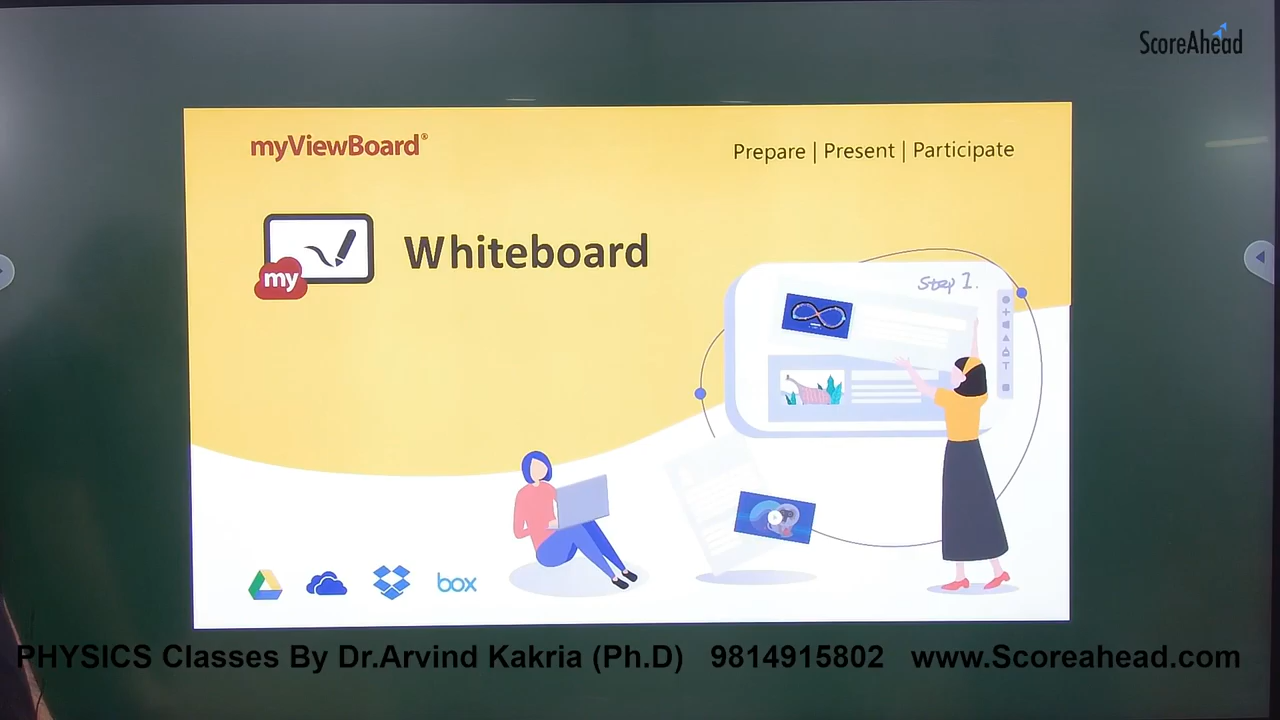 ScoreAhead
myViewBoard®
Prepare | Present | Participate
my
Whiteboard
Step 1.
box
PHYSICS Classes By Dr.Arvind Kakria (Ph.D) 9814915802 www.Scoreahead.com